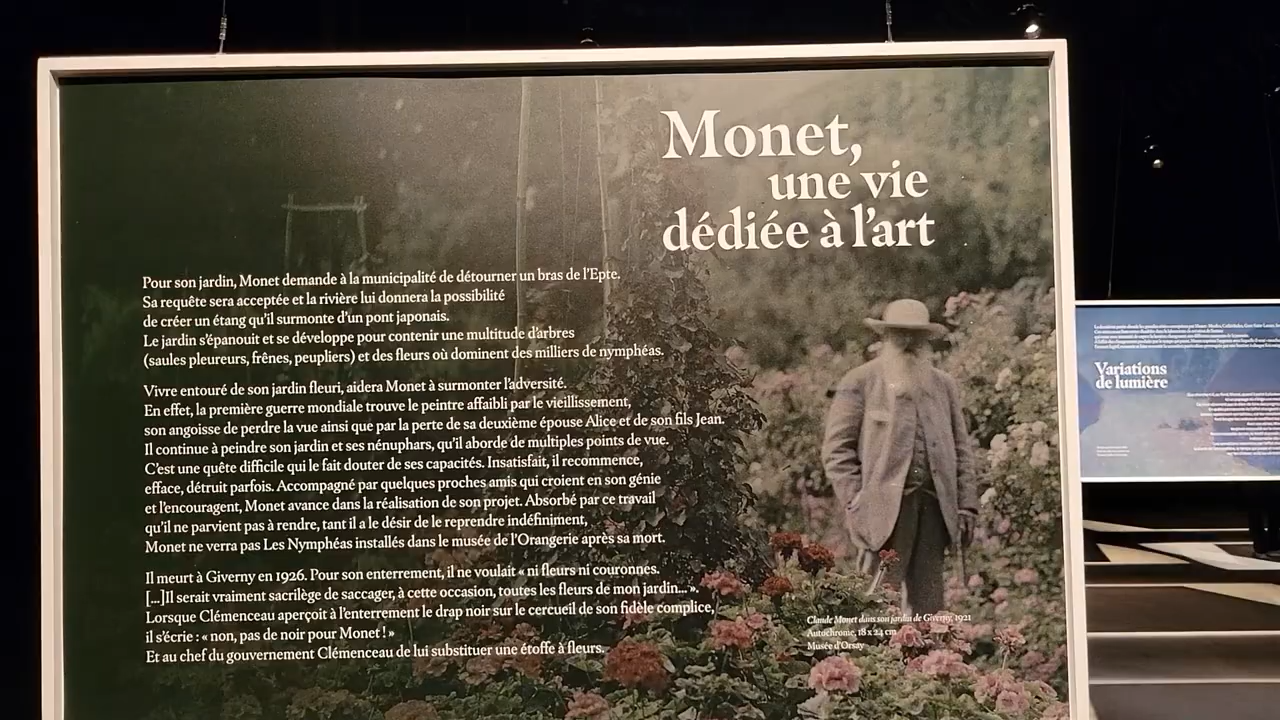 Monet,
une vie
dédiée à l'art
Pour son jardin, Monet demande à la municipalité de détourner un bras de l'Epte.
Sa requête sera acceptée et la rivière lui donnera la possibilité
de créer un étang qu'il surmonte d'un pont japonais.
Le jardin s'épanouit et se développe pour contenir une multitude d'arbres
(saules pleureurs, frênes, peupliers) et des fleurs où dominent des milliers de nymphéas.
Vivre entouré de son jardin fleuri, aidera Monet à surmonter l'adversité.
En effet, la première guerre mondiale trouve le peintre affaibli par le vieillissement,
son angoisse de perdre la vue ainsi que par la perte de sa deuxième épouse Alice et de son fils Jean.
Il continue à peindre son jardin et ses nénuphars, qu'il aborde de multiples points de vue.
C'est une quête difficile qui le fait douter de ses capacités. Insatisfait, il recommence,
efface, détruit parfois. Accompagné par quelques proches amis qui croient en son génie
et l'encouragent, Monet avance dans la réalisation de son projet. Absorbé par ce travail
qu'il ne parvient pas à rendre, tant il a le désir de le reprendre indéfiniment,
Monet ne verra pas Les Nymphéas installés dans le musée de l'Orangerie après sa mort.
Il meurt à Giverny en 1926. Pour son enterrement, il ne voulait « ni fleurs ni couronnes.
[...]Il serait vraiment sacrilège de saccager, à cette occasion, toutes les fleurs de mon jardin... ».
Lorsque Clémenceau aperçoit à l'enterrement le drap noir sur le cercueil de son fidèle complice,
il s'écrie : « non, pas de noir pour Monet ! »
Et au chef du gouvernement Clémenceau de lui substituer une étoffe à fleurs.
Claude Monet dans son jardin de Giverny, 1921
Autochrome, 18 x 24 cm
Musée d'Orsay
Variations
de lumière